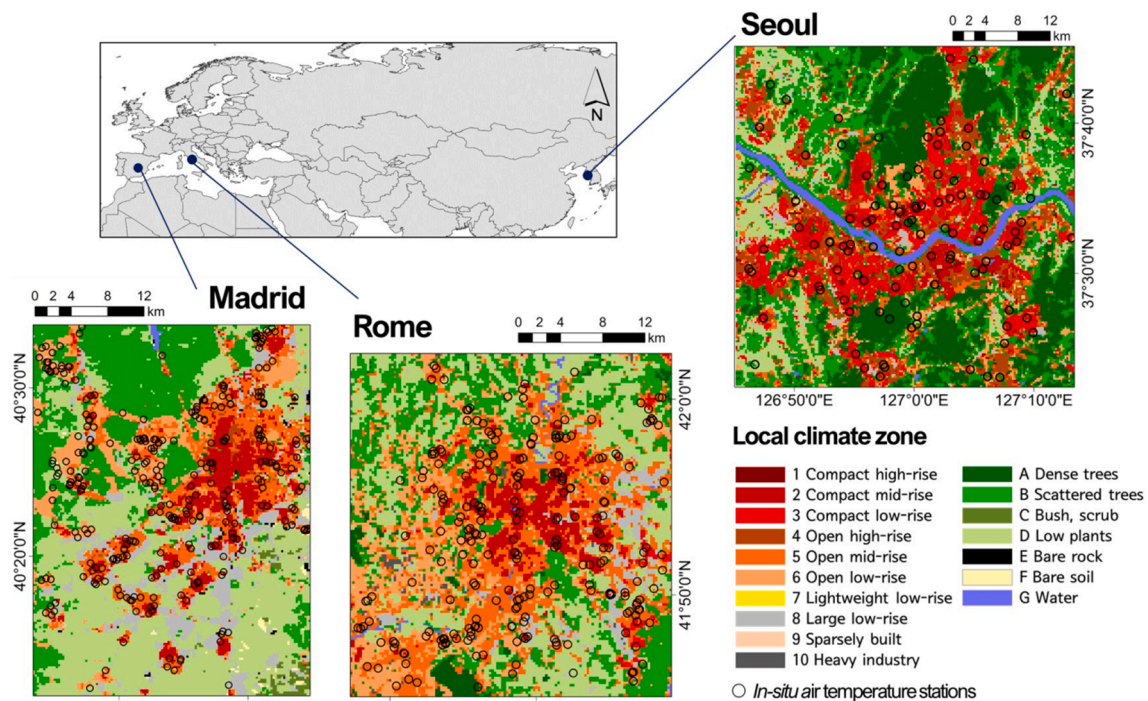 Seoul
0 2 4 8 12
km
N
37°40'0"N
37°30'0"N
126°50'0"E 127°0'0"E 127°10'0"E
Madrid
0 2 4 8 12
km
40°30'0"N
40°20'0"N
Rome
0 2 4 8 12
km
42°0'0"N
41°50'0"N
Local climate zone
1 Compact high-rise
2 Compact mid-rise
3 Compact low-rise
4 Open high-rise
5 Open mid-rise
6 Open low-rise
7 Lightweight low-rise
8 Large low-rise
9 Sparsely built
10 Heavy industry
A Dense trees
B Scattered trees
C Bush, scrub
D Low plants
E Bare rock
F Bare soil
G Water
In-situ air temperature stations